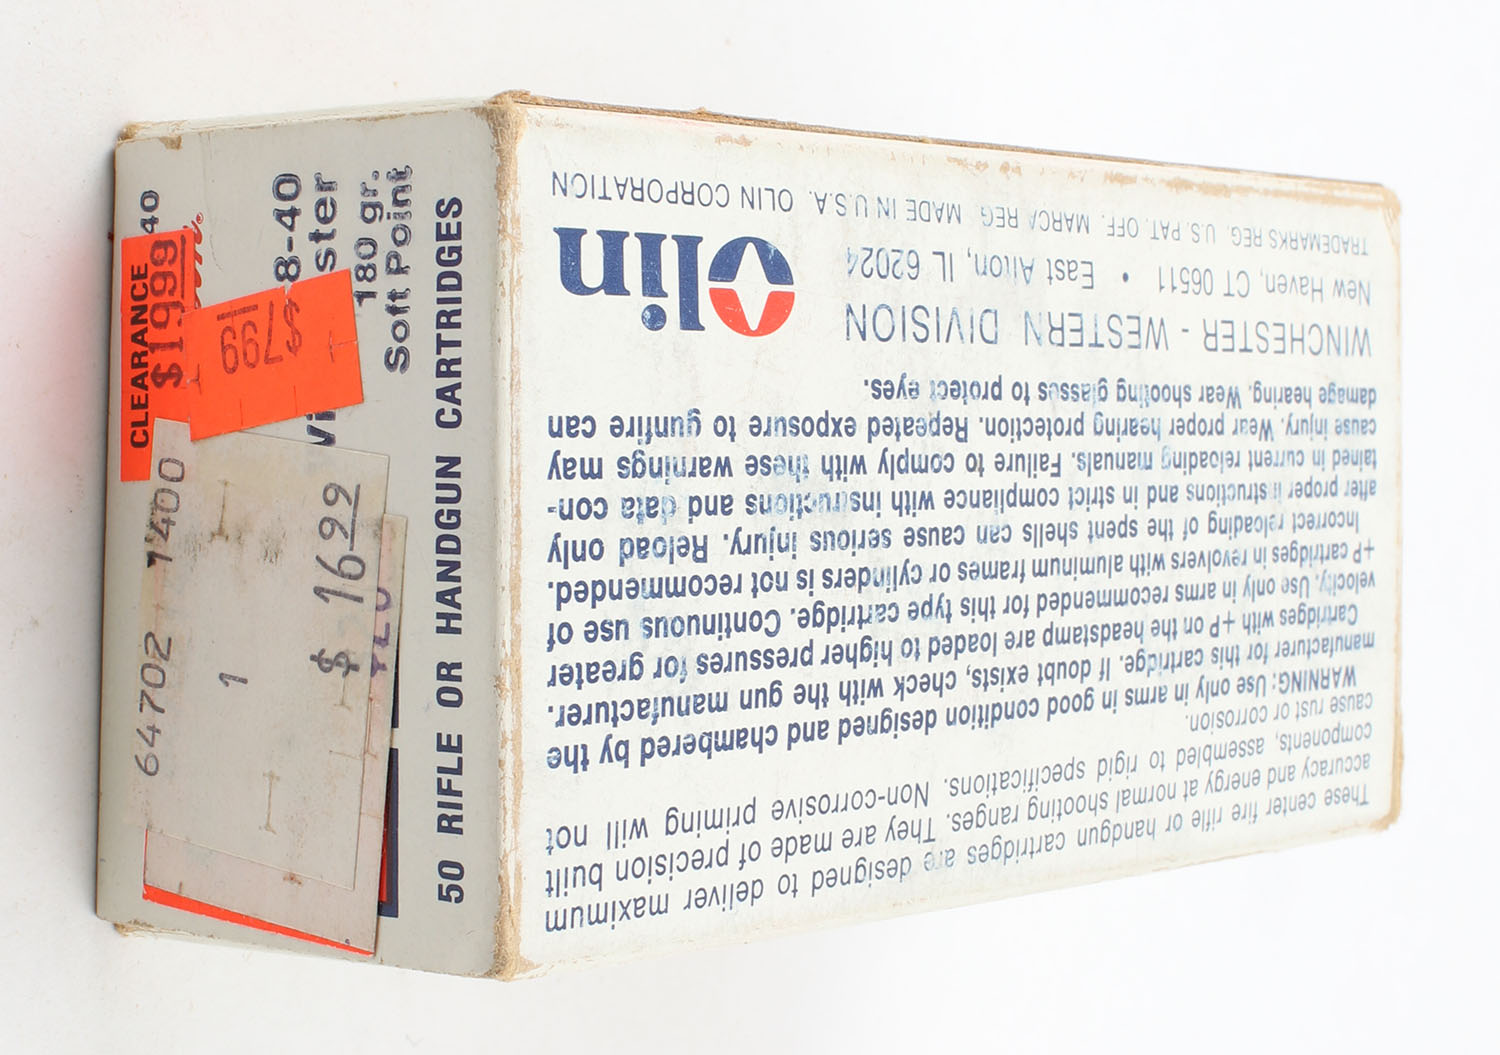 40
CLEARANCE
$19.99
$7.99
8-40
ster
180 gr.
Soft Point
64702 1400
1
$ 16.99
50 RIFLE OR HANDGUN CARTRIDGES
These center fire rifle or handgun cartridges are designed to deliver maximum
accuracy and energy at normal shooting ranges. They are made of precision built
components, assembled to rigid specifications. Non-corrosive priming will not
cause rust or corrosion.
WARNING: Use only in arms in good condition designed and chambered by the
manufacturer for this cartridge. If doubt exists, check with the gun manufacturer.
Cartridges with +P on the headstamp are loaded to higher pressures for greater
velocity. Use only in arms recommended for this type cartridge. Continuous use of
+P cartridges in revolvers with aluminum frames or cylinders is not recommended.
Incorrect reloading of the spent shells can cause serious injury. Reload only
after proper instructions and in strict compliance with instructions and data con-
tained in current reloading manuals. Failure to comply with these warnings may
cause injury. Wear proper hearing protection. Repeated exposure to gunfire can
damage hearing. Wear shooting glasses to protect eyes.
WINCHESTER - WESTERN DIVISION
New Haven, CT 06511 • East Alton, IL 62024
Olin
TRADEMARKS REG. U.S. PAT. OFF. MARCA REG. MADE IN U.S.A. OLIN CORPORATION